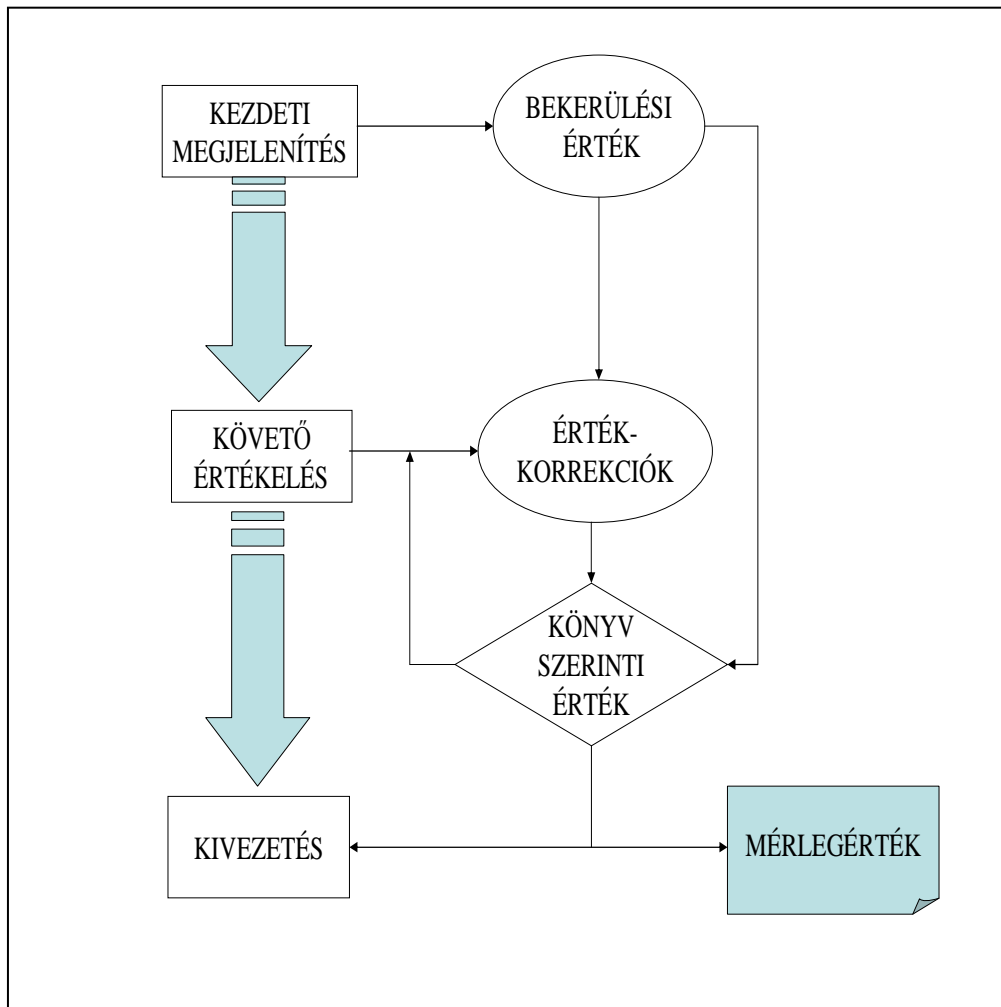 KEZDETI
MEGJELENÍTÉS
BEKERÜLÉSI
ÉRTÉK
KÖVETŐ
ÉRTÉKELÉS
ÉRTÉK-
KORREKCIÓK
KÖNYV
SZERINTI
ÉRTÉK
KIVEZETÉS
MÉRLEGÉRTÉK